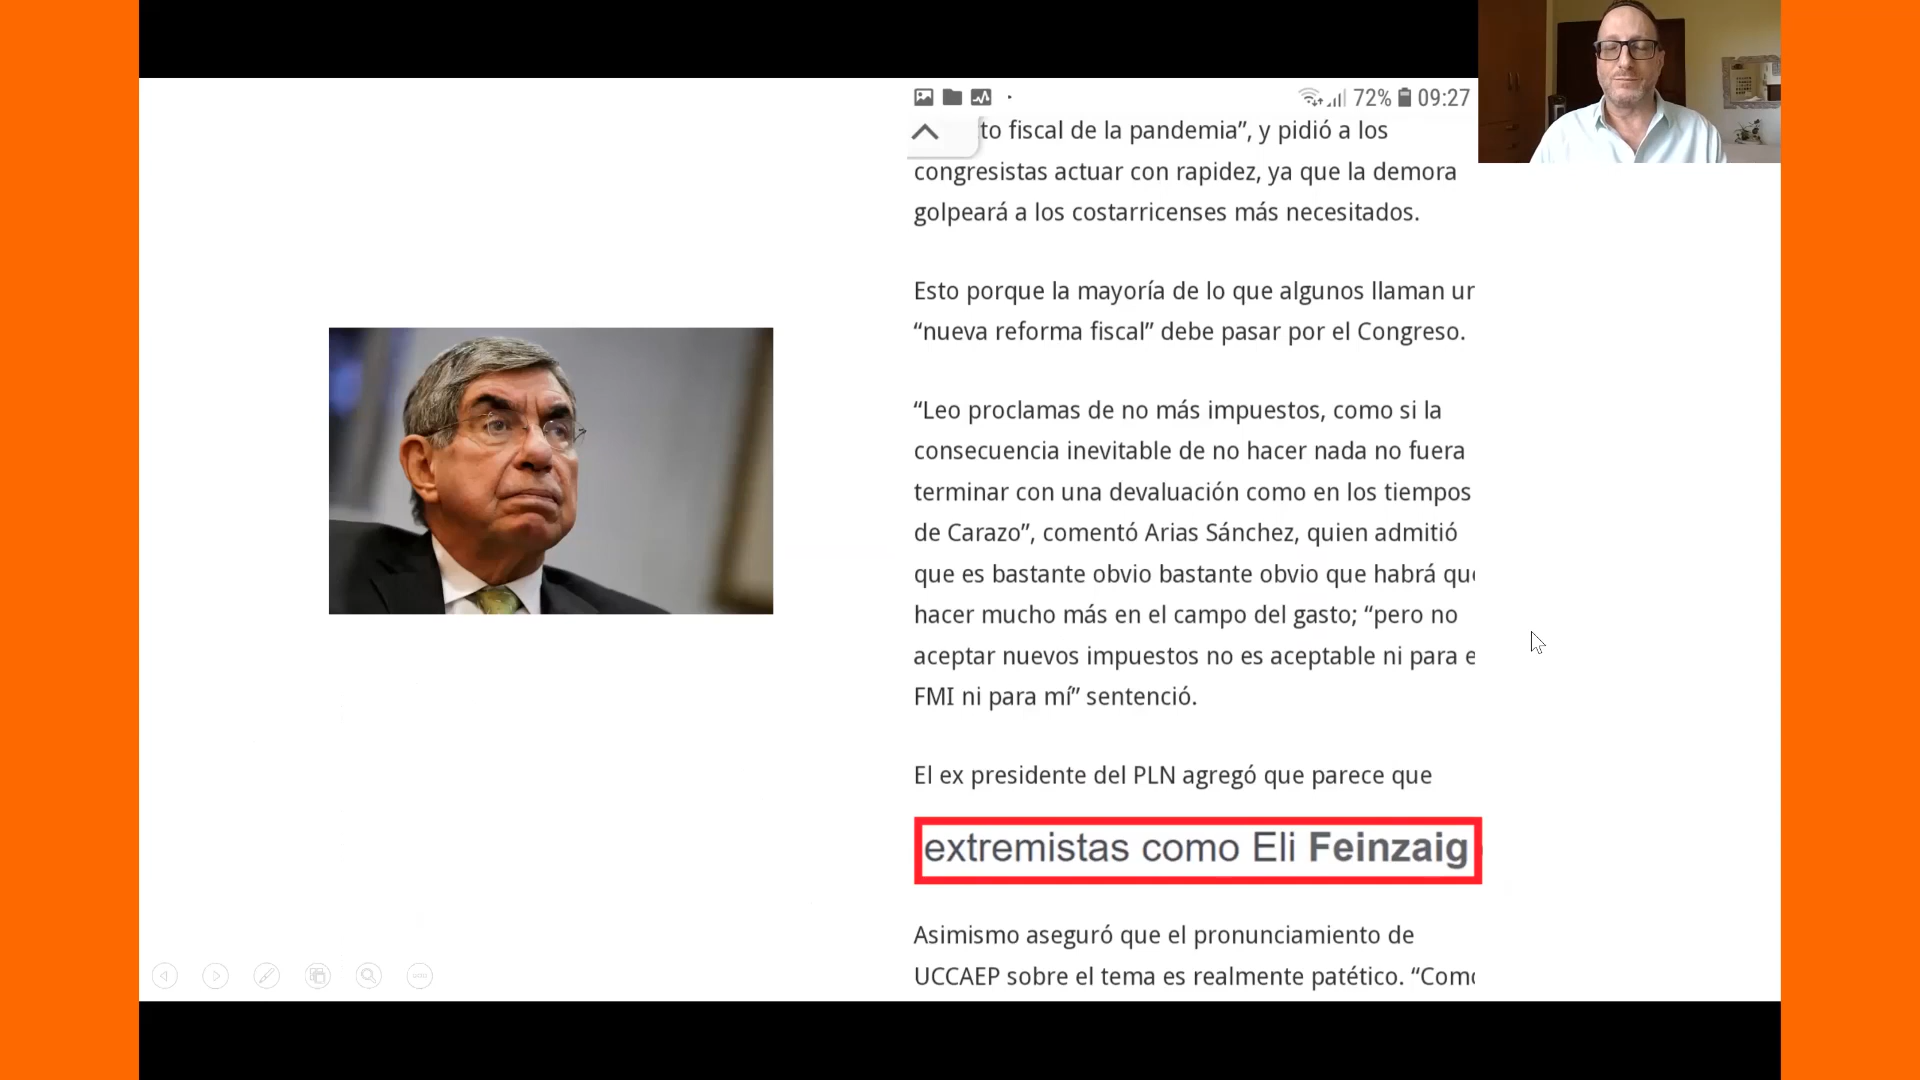 72% 09:27
to fiscal de la pandemia”, y pidió a los
congresistas actuar con rapidez, ya que la demora
golpeará a los costarricenses más necesitados.
Esto porque la mayoría de lo que algunos llaman un
“nueva reforma fiscal” debe pasar por el Congreso.
“Leo proclamas de no más impuestos, como si la
consecuencia inevitable de no hacer nada no fuera
terminar con una devaluación como en los tiempos
de Carazo”, comentó Arias Sánchez, quien admitió
que es bastante obvio bastante obvio que habrá que
hacer mucho más en el campo del gasto; “pero no
aceptar nuevos impuestos no es aceptable ni para e
FMI ni para mí” sentenció.
El ex presidente del PLN agregó que parece que
extremistas como Eli Feinzaig
Asimismo aseguró que el pronunciamiento de
UCCAEP sobre el tema es realmente patético. “Como